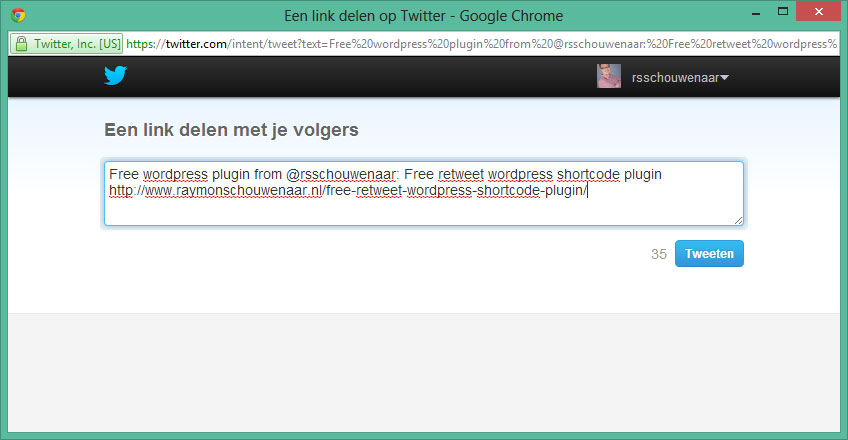 Een link delen op Twitter - Google Chrome
Twitter, Inc. [US] https://twitter.com/intent/tweet?text=Free%20wordpress%20plugin%20from%20@rsschouwenaar:%20Free%20retweet%20wordpress%
rsschouwenaar
Een link delen met je volgers
Free wordpress plugin from @rsschouwenaar: Free retweet wordpress shortcode plugin
http://www.raymonschouwenaar.nl/free-retweet-wordpress-shortcode-plugin/
35 Tweeten